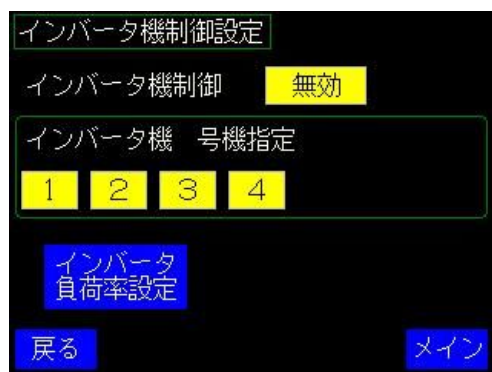 インバータ機制御設定
インバータ機制御 無効
インバータ機 号機指定
1 2 3 4
インバータ
負荷率設定
戻る メイン